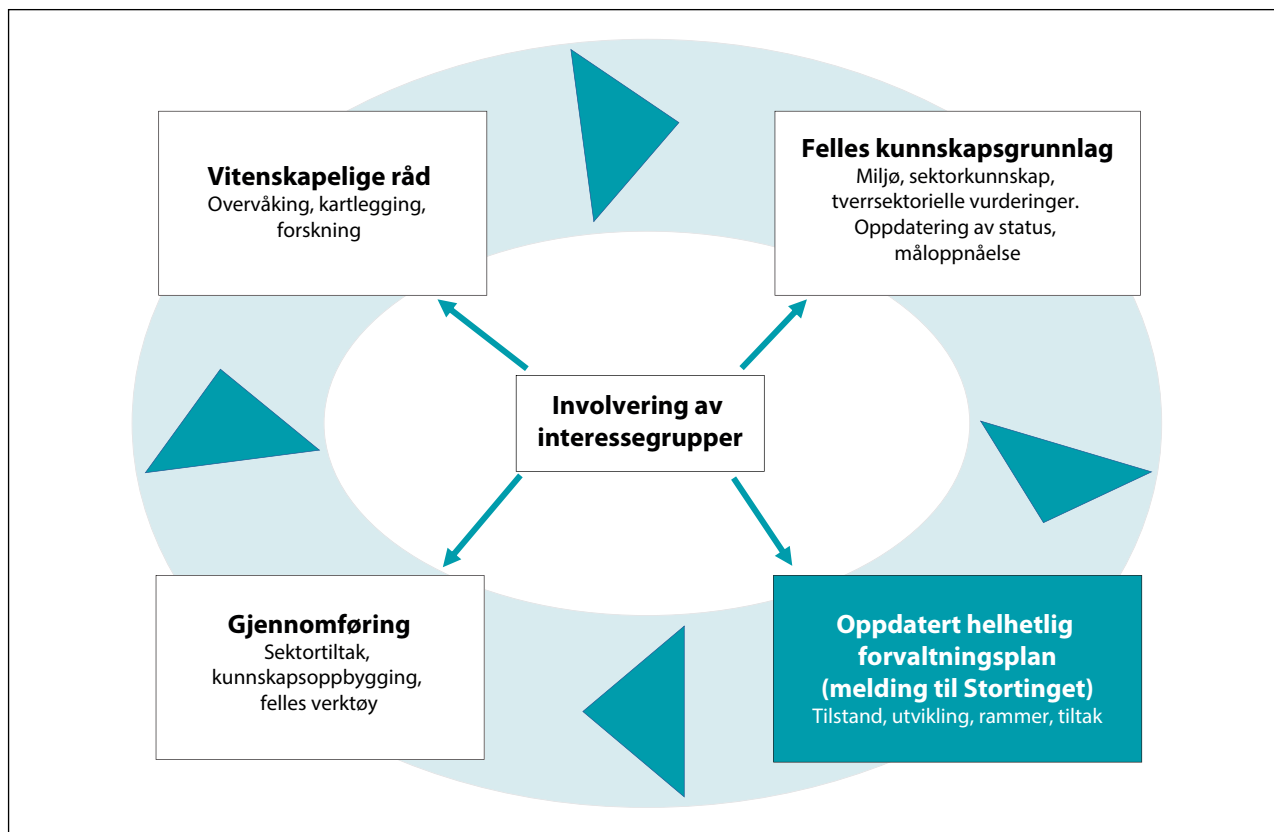 Vitenskapelige råd
Overvåking, kartlegging,
forskning
Felles kunnskapsgrunnlag
Miljø, sektorkunnskap,
tverrsektorielle vurderinger.
Oppdatering av status,
måloppnåelse
Involvering av
interessegrupper
Gjennomføring
Sektortiltak,
kunnskapsoppbygging,
felles verktøy
Oppdatert helhetlig
forvaltningsplan
(melding til Stortinget)
Tilstand, utvikling, rammer, tiltak